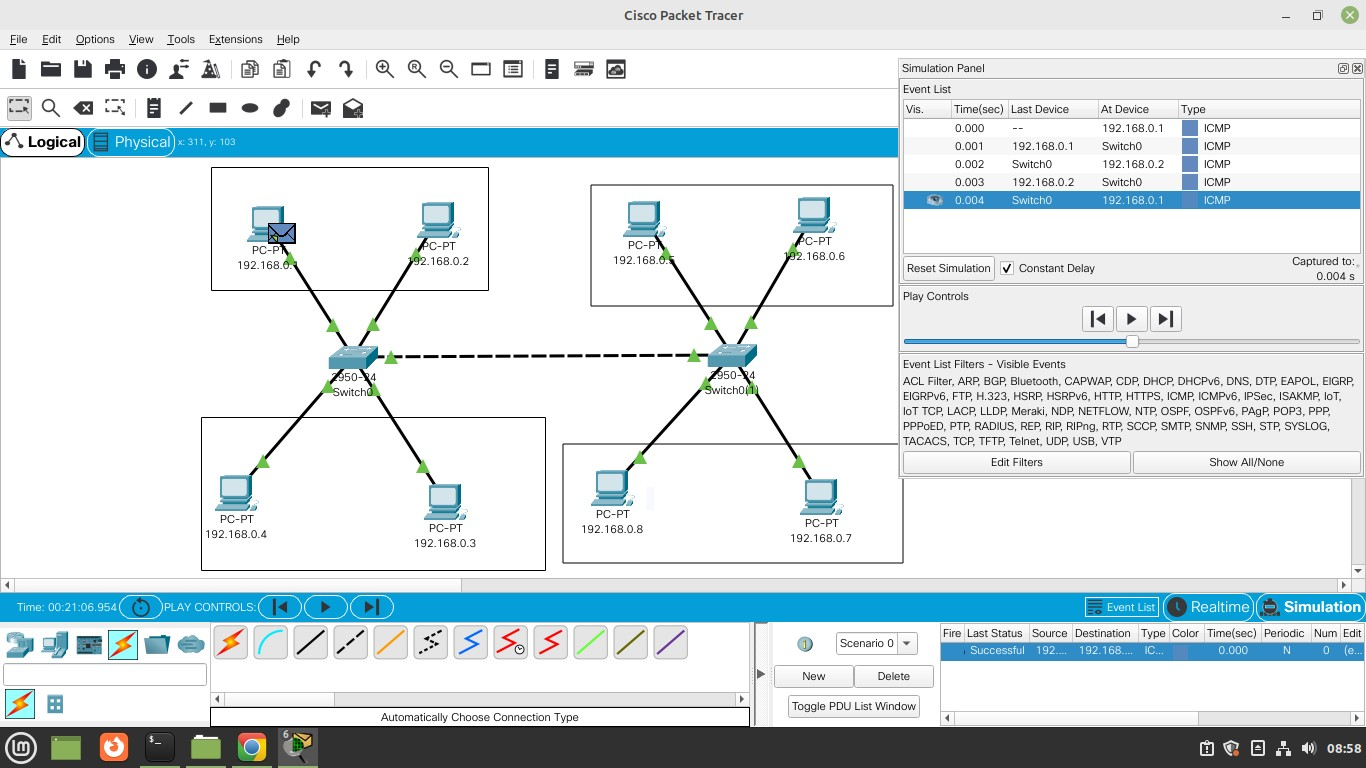 Cisco Packet Tracer
File Edit Options View Tools Extensions Help
Logical
Physical
x: 311, y: 103
Simulation Panel
Event List
Vis. Time(sec) Last Device At Device Type
0.000 -- 192.168.0.1 ICMP
0.001 192.168.0.1 Switch0 ICMP
0.002 Switch0 192.168.0.2 ICMP
0.003 192.168.0.2 Switch0 ICMP
0.004 Switch0 192.168.0.1 ICMP
Reset Simulation
Constant Delay
Captured to:
0.004 s
Play Controls
Event List Filters - Visible Events
ACL Filter, ARP, BGP, Bluetooth, CAPWAP, CDP, DHCP, DHCPv6, DNS, DTP, EAPOL, EIGRP,
EIGRPv6, FTP, H.323, HSRP, HSRPv6, HTTP, HTTPS, ICMP, ICMPv6, IPSec, ISAKMP, IoT,
IoT TCP, LACP, LLDP, Meraki, NDP, NETFLOW, NTP, OSPF, OSPFv6, PAgP, POP3, PPP,
PPPoED, PTP, RADIUS, REP, RIP, RIPng, RTP, SCCP, SMTP, SNMP, SSH, STP, SYSLOG,
TACACS, TCP, TFTP, Telnet, UDP, USB, VTP
Edit Filters
Show All/None
PC-PT
192.168.0.1
PC-PT
192.168.0.2
PC-PT
192.168.0.5
PC-PT
192.168.0.6
2950-24
Switch0
2950-24
Switch0(1)
PC-PT
192.168.0.4
PC-PT
192.168.0.3
PC-PT
192.168.0.8
PC-PT
192.168.0.7
Time: 00:21:06.954
PLAY CONTROLS:
Event List
Realtime
Simulation
Automatically Choose Connection Type
Scenario 0
New
Delete
Toggle PDU List Window
Fire Last Status Source Destination Type Color Time(sec) Periodic Num Edit
Successful 192.... 192.168.... IC... 0.000 N 0 (e...
6
08:58